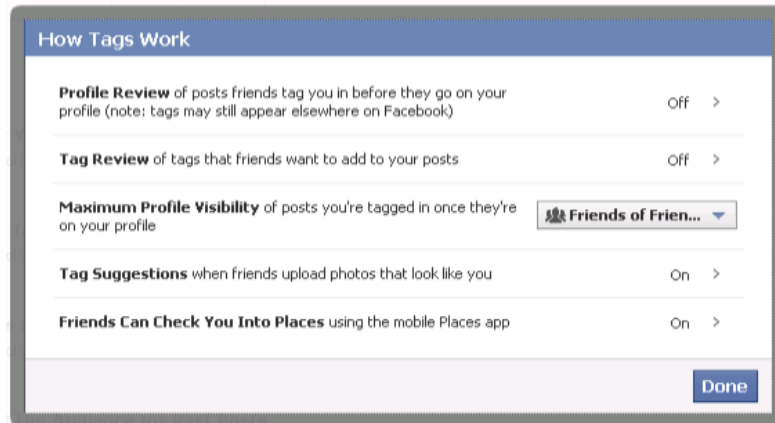 How Tags Work
Profile Review of posts friends tag you in before they go on your
profile (note: tags may still appear elsewhere on Facebook)
Off >
Tag Review of tags that friends want to add to your posts
Off >
Maximum Profile Visibility of posts you're tagged in once they're
on your profile
Friends of Frien...
Tag Suggestions when friends upload photos that look like you
On >
Friends Can Check You Into Places using the mobile Places app
On >
Done